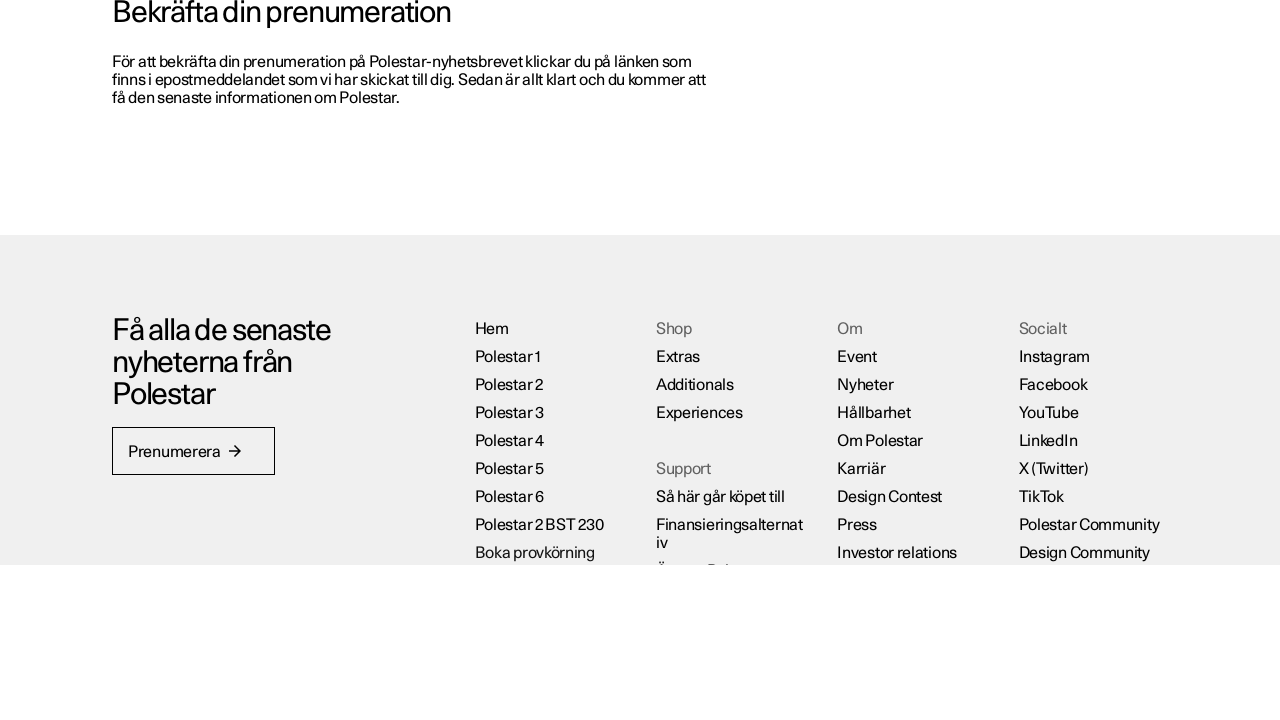 Bekräfta din prenumeration
För att bekräfta din prenumeration på Polestar-nyhetsbrevet klickar du på länken som
finns i epostmeddelandet som vi har skickat till dig. Sedan är allt klart och du kommer att
få den senaste informationen om Polestar.
Få alla de senaste
nyheterna från
Polestar
Prenumerera →
Hem
Polestar 1
Polestar 2
Polestar 3
Polestar 4
Polestar 5
Polestar 6
Polestar 2 BST 230
Boka provkörning
Shop
Extras
Additionals
Experiences
Support
Så här går köpet till
Finansieringsalternat
iv
Om
Event
Nyheter
Hållbarhet
Om Polestar
Karriär
Design Contest
Press
Investor relations
Socialt
Instagram
Facebook
YouTube
LinkedIn
X (Twitter)
TikTok
Polestar Community
Design Community